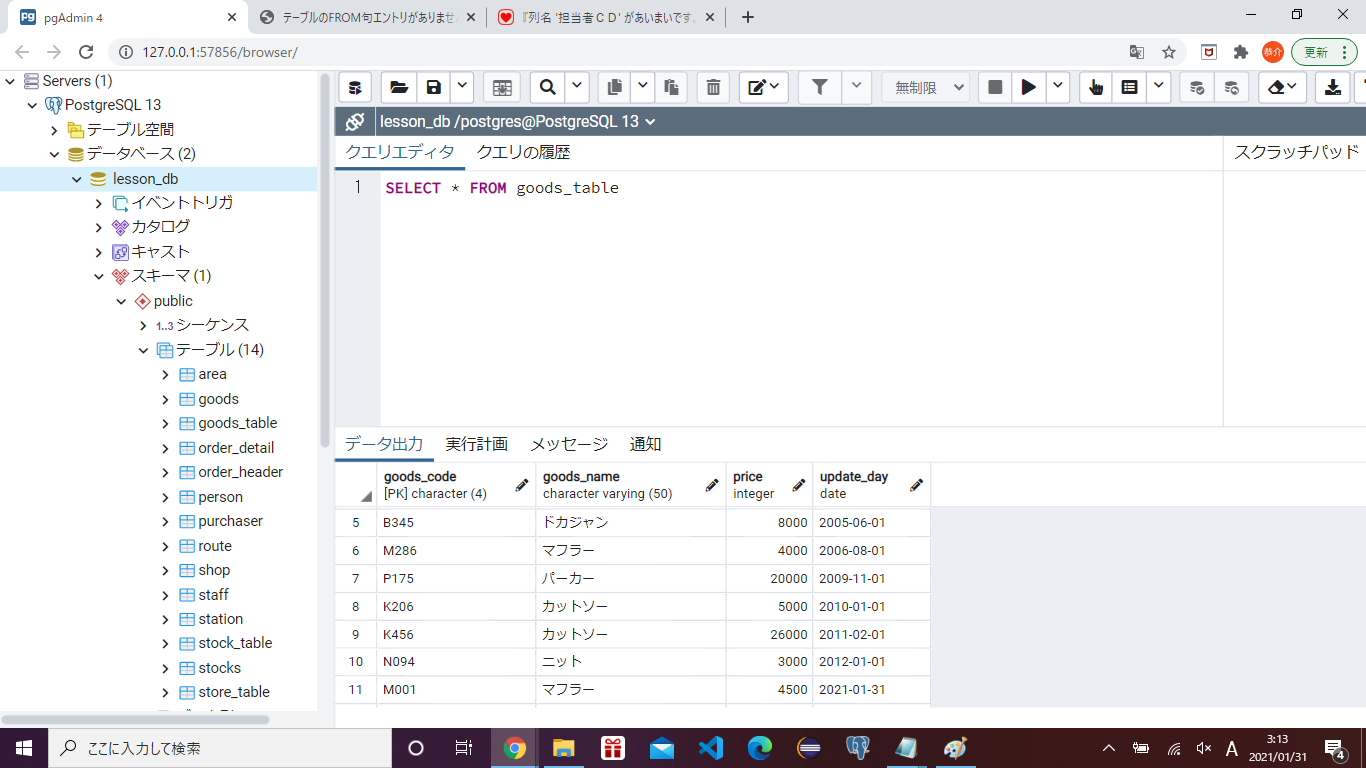 pgAdmin 4
テーブルのFROM句エントリがありませ
『列名 '担当者ＣＤ' があいまいです。
127.0.0.1:57856/browser/
恭介
更新
Servers (1)
PostgreSQL 13
テーブル空間
データベース (2)
lesson_db
イベントトリガ
カタログ
キャスト
スキーマ (1)
public
1..3 シーケンス
テーブル (14)
area
goods
goods_table
order_detail
order_header
person
purchaser
route
shop
staff
station
stock_table
stocks
store_table
無制限
lesson_db /postgres@PostgreSQL 13
クエリエディタ クエリの履歴
スクラッチパッド
1 SELECT * FROM goods_table
データ出力 実行計画 メッセージ 通知
goods_code goods_name price update_day
[PK] character (4) character varying (50) integer date
5 B345 ドカジャン 8000 2005-06-01
6 M286 マフラー 4000 2006-08-01
7 P175 パーカー 20000 2009-11-01
8 K206 カットソー 5000 2010-01-01
9 K456 カットソー 26000 2011-02-01
10 N094 ニット 3000 2012-01-01
11 M001 マフラー 4500 2021-01-31
ここに入力して検索
A
3:13
2021/01/31
4